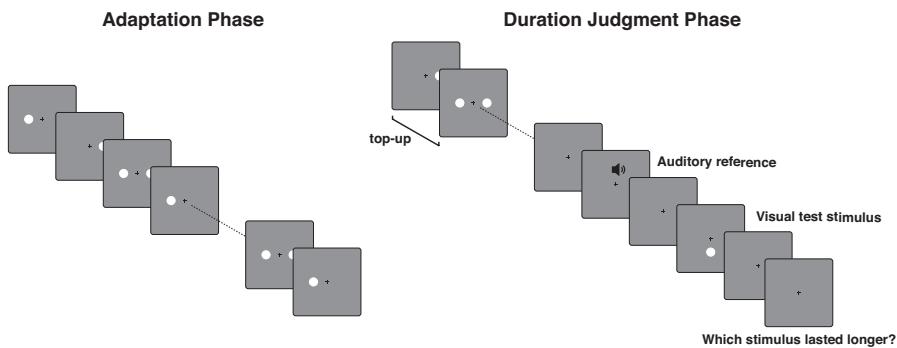 Adaptation Phase
Duration Judgment Phase
top-up
Auditory reference
Visual test stimulus
Which stimulus lasted longer?